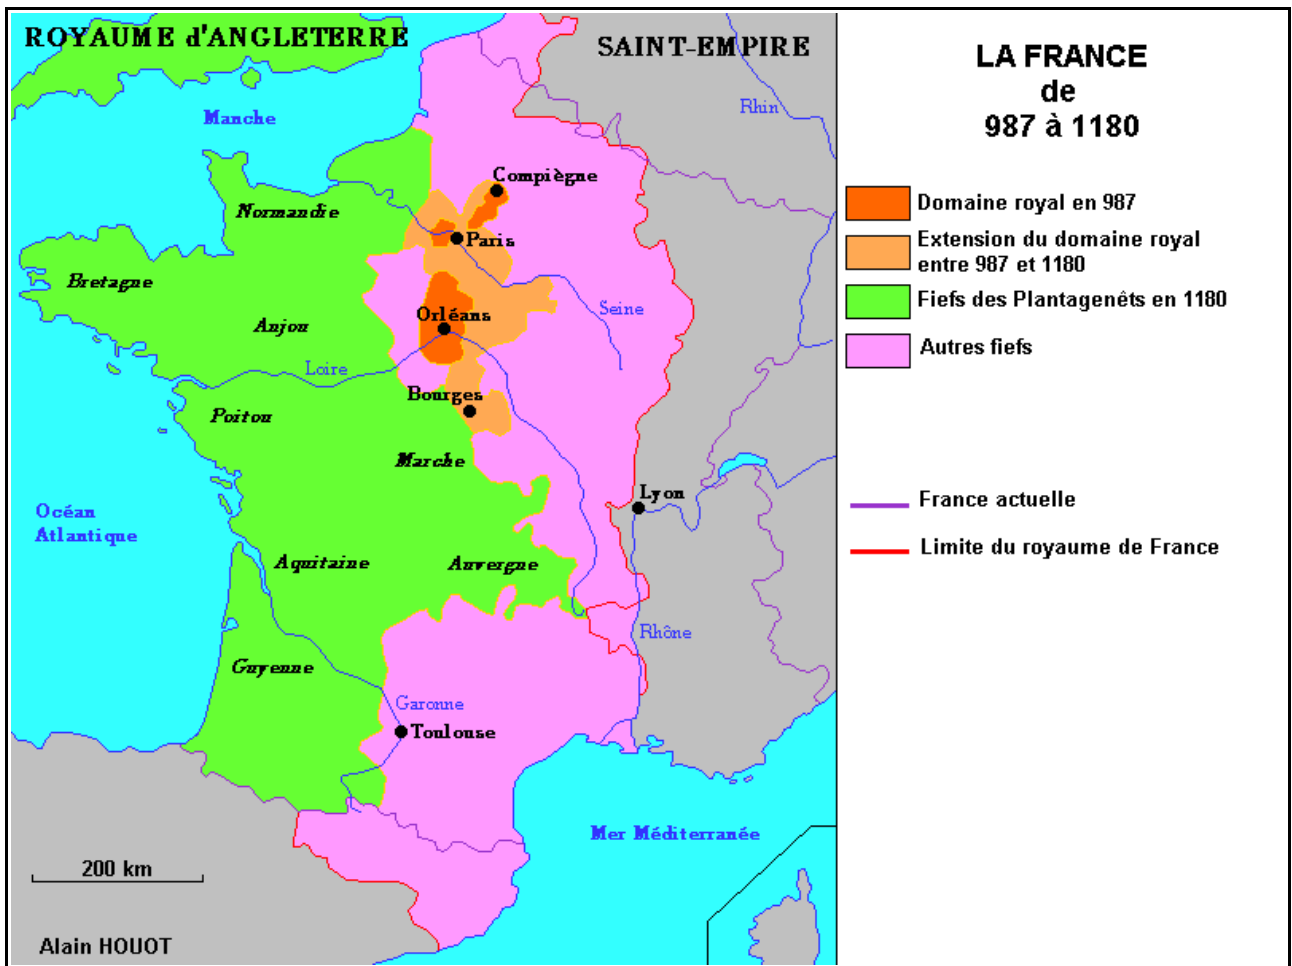 ROYAUME d'ANGLETERRE
SAINT-EMPIRE
LA FRANCE
de
987 à 1180
Rhin
Manche
Compiègne
Domaine royal en 987
Normandie
Paris
Extension du domaine royal
entre 987 et 1180
Bretagne
Fiefs des Plantagenêts en 1180
Seine
Orléans
Anjou
Autres fiefs
Loire
Bourges
Poitou
Marche
Lyon
France actuelle
Océan
Atlantique
Limite du royaume de France
Aquitaine
Auvergne
Rhône
Guyenne
Garonne
Toulouse
Mer Méditerranée
200 km
Alain HOUOT